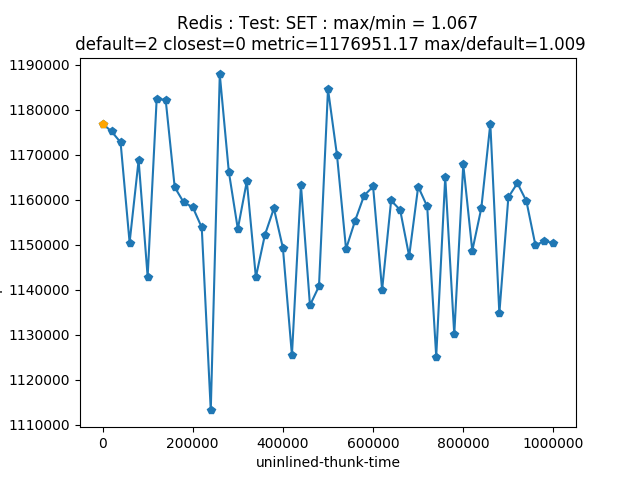 Redis : Test: SET : max/min = 1.067
default=2 closest=0 metric=1176951.17 max/default=1.009
1190000
1180000
1170000
1160000
1150000
1140000
1130000
1120000
1110000
0 200000 400000 600000 800000 1000000
uninlined-thunk-time